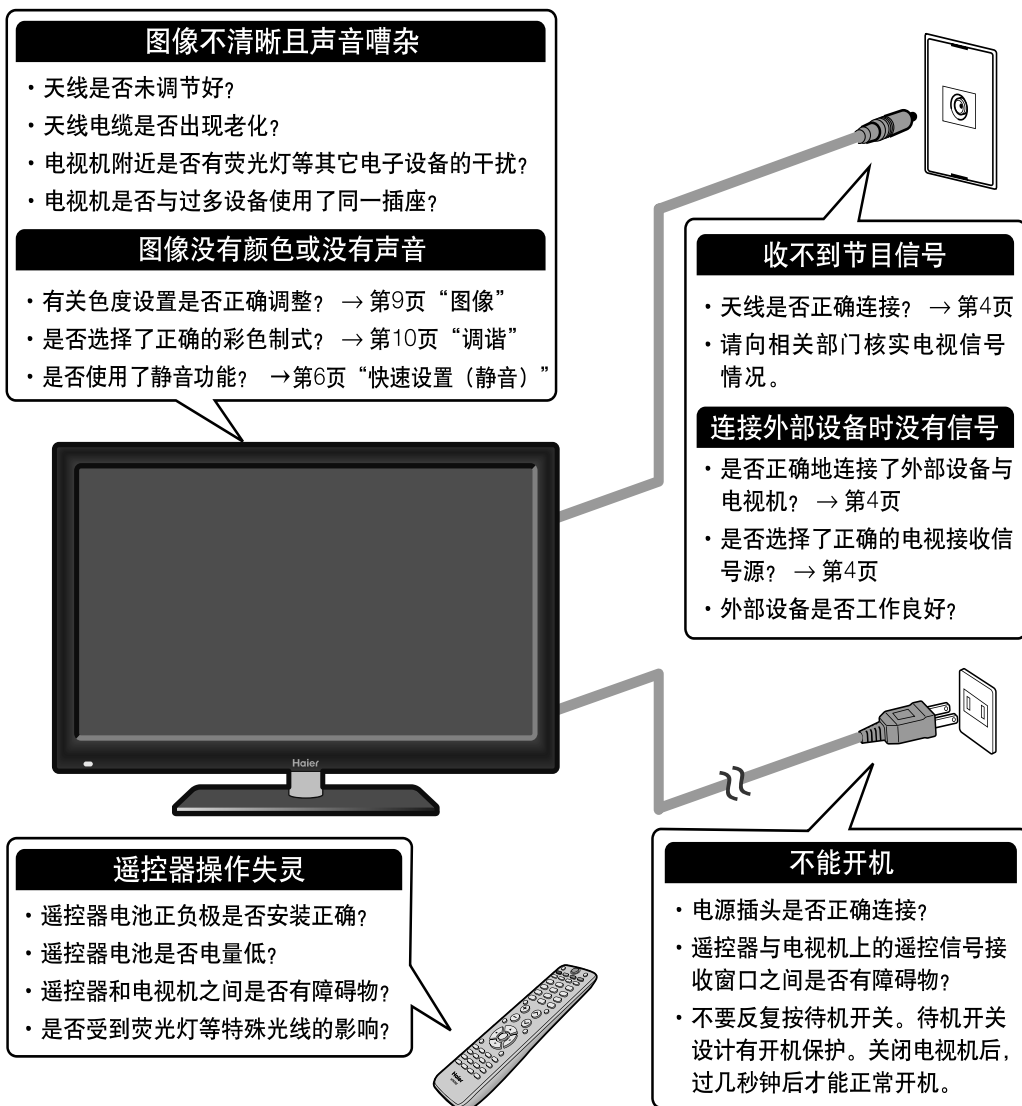 图像不清晰且声音嘈杂
·天线是否未调节好?
·天线电缆是否出现老化?
·电视机附近是否有荧光灯等其它电子设备的干扰?
·电视机是否与过多设备使用了同一插座?
图像没有颜色或没有声音
·有关色度设置是否正确调整? →第9页“图像”
·是否选择了正确的彩色制式? →第10页“调谐”
·是否使用了静音功能? →第6页“快速设置（静音）”
收不到节目信号
·天线是否正确连接? →第4页
·请向相关部门核实电视信号
情况。
连接外部设备时没有信号
·是否正确地连接了外部设备与
电视机? →第4页
·是否选择了正确的电视接收信
号源? →第4页
·外部设备是否工作良好?
Haier
遥控器操作失灵
·遥控器电池正负极是否安装正确?
·遥控器电池是否电量低?
·遥控器和电视机之间是否有障碍物?
·是否受到荧光灯等特殊光线的影响?
Haier
不能开机
·电源插头是否正确连接?
·遥控器与电视机上的遥控信号接
收窗口之间是否有障碍物?
·不要反复按待机开关。待机开关
设计有开机保护。关闭电视机后,
过几秒钟后才能正常开机。